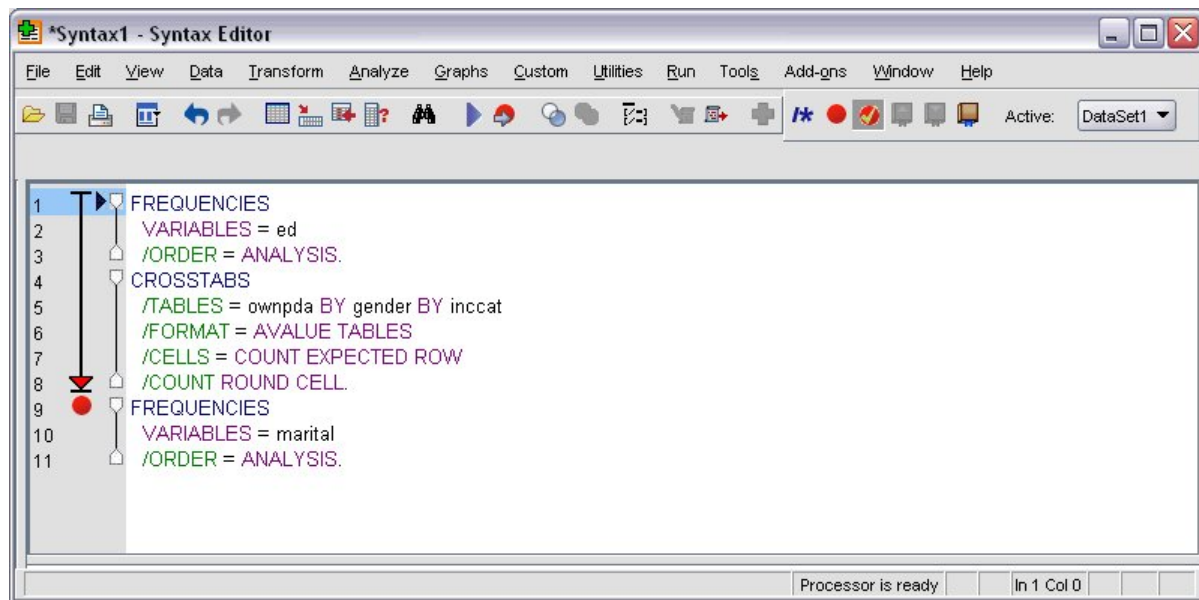 *Syntax1 - Syntax Editor
File Edit View Data Transform Analyze Graphs Custom Utilities Run Tools Add-ons Window Help
/* Active: DataSet1
1 FREQUENCIES
2 VARIABLES = ed
3 /ORDER = ANALYSIS.
4 CROSSTABS
5 /TABLES = ownpda BY gender BY inccat
6 /FORMAT = AVALUE TABLES
7 /CELLS = COUNT EXPECTED ROW
8 /COUNT ROUND CELL.
9 FREQUENCIES
10 VARIABLES = marital
11 /ORDER = ANALYSIS.
Processor is ready In 1 Col 0